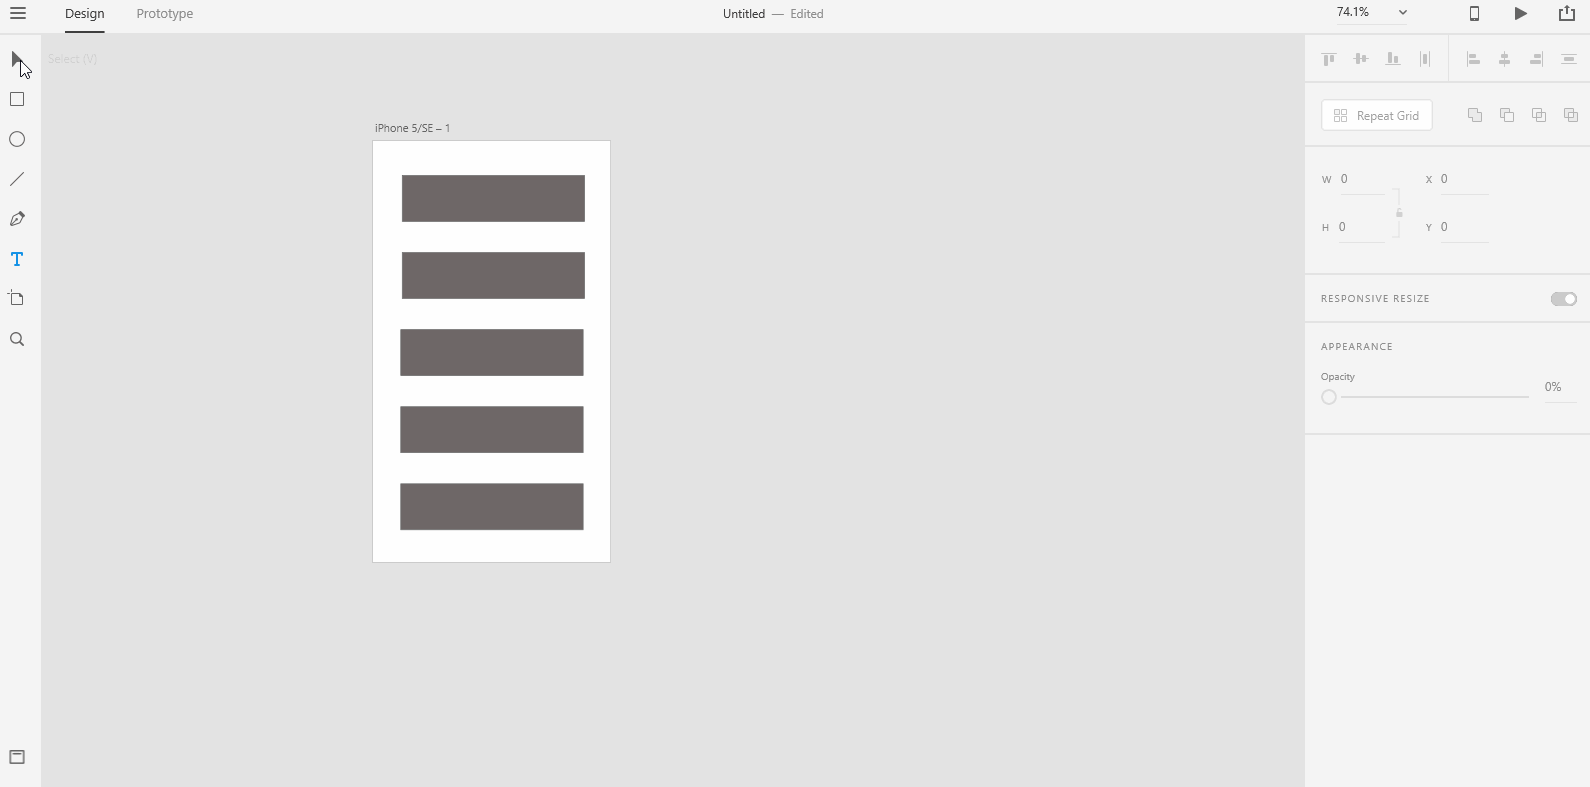 Design Prototype Untitled — Edited 74.1%
Select (V)
iPhone 5/SE – 1
Repeat Grid
W 0 X 0
H 0 Y 0
RESPONSIVE RESIZE
APPEARANCE
Opacity
0%